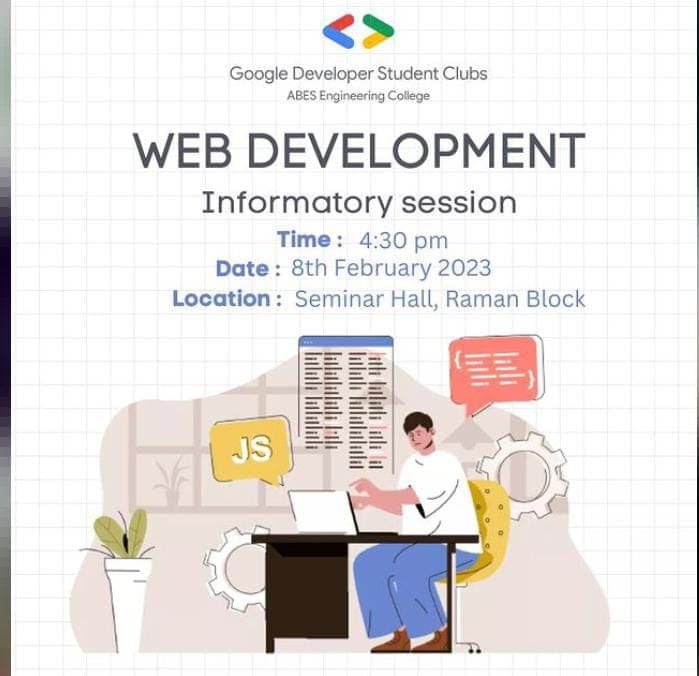 Google Developer Student Clubs
ABES Engineering College
WEB DEVELOPMENT
Informatory session
Time : 4:30 pm
Date : 8th February 2023
Location : Seminar Hall, Raman Block
JS